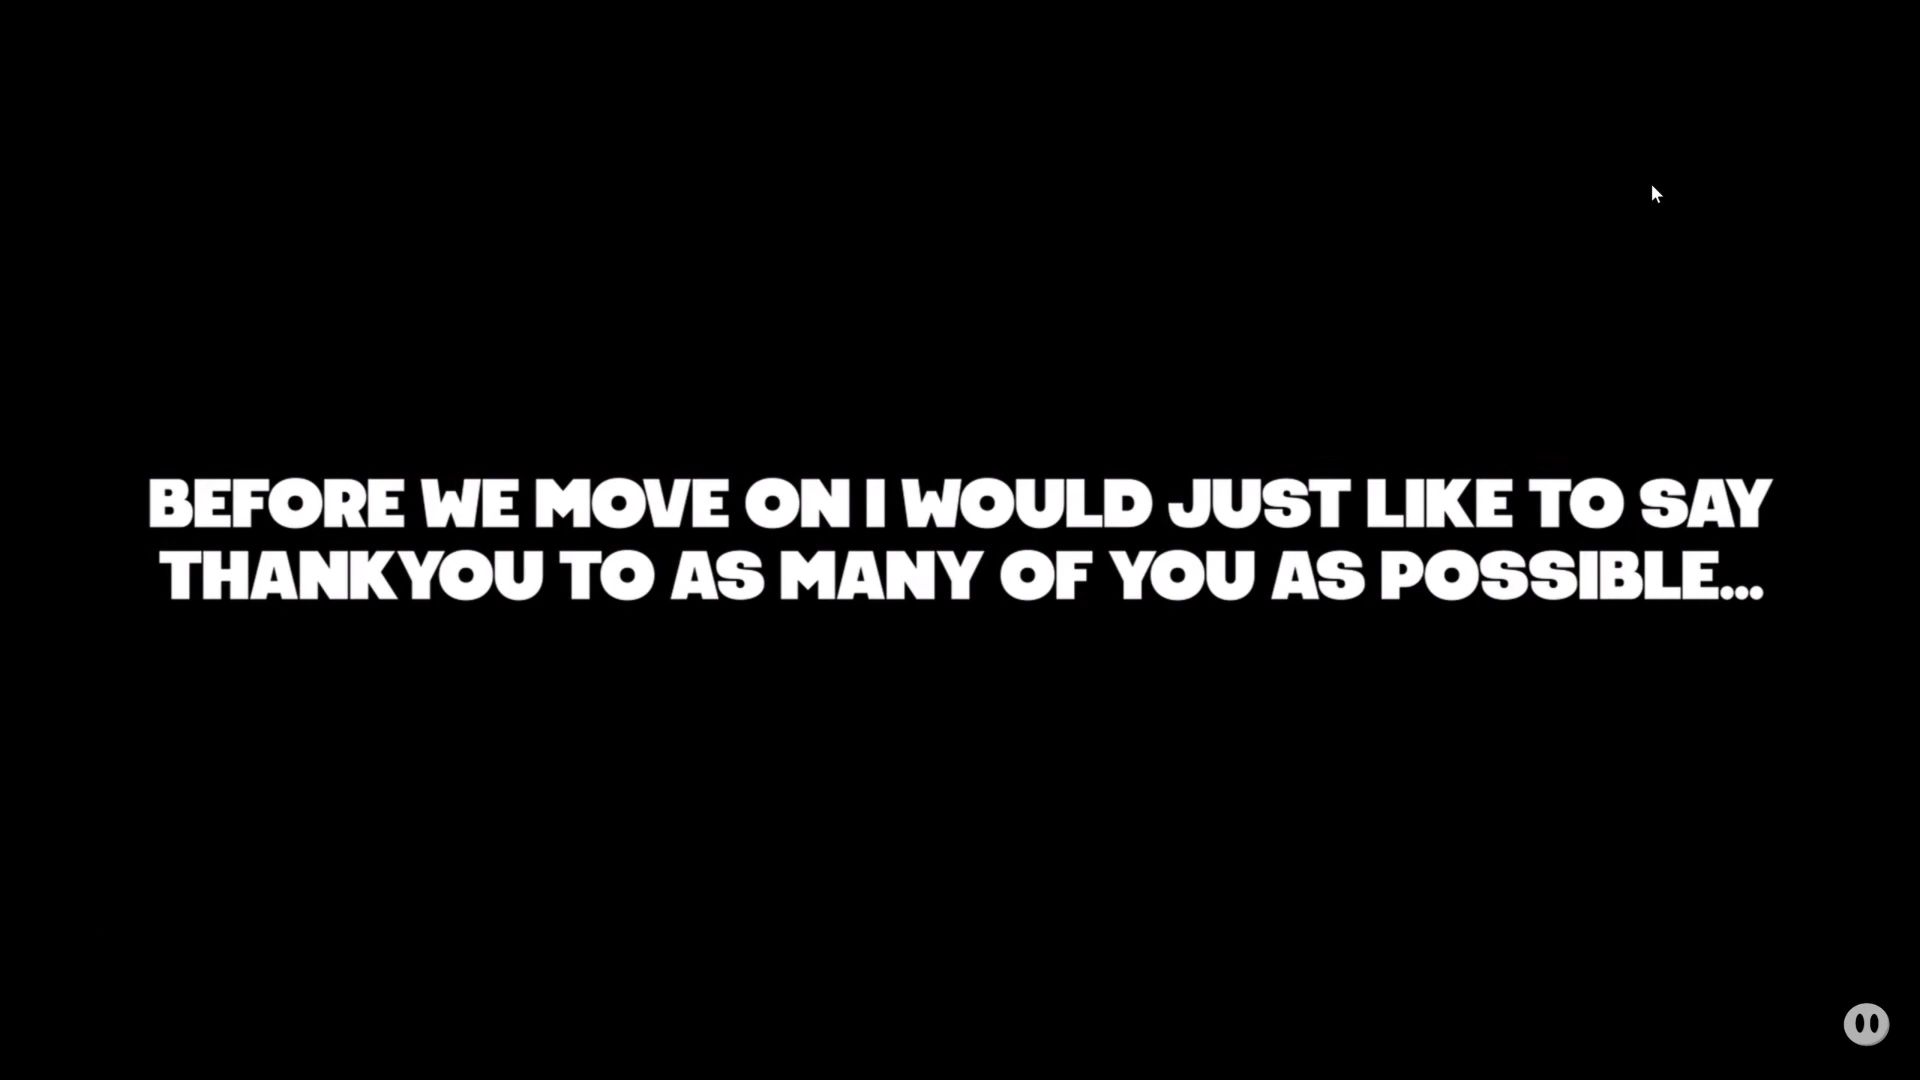 BEFORE WE MOVE ON I WOULD JUST LIKE TO SAY
THANKYOU TO AS MANY OF YOU AS POSSIBLE...